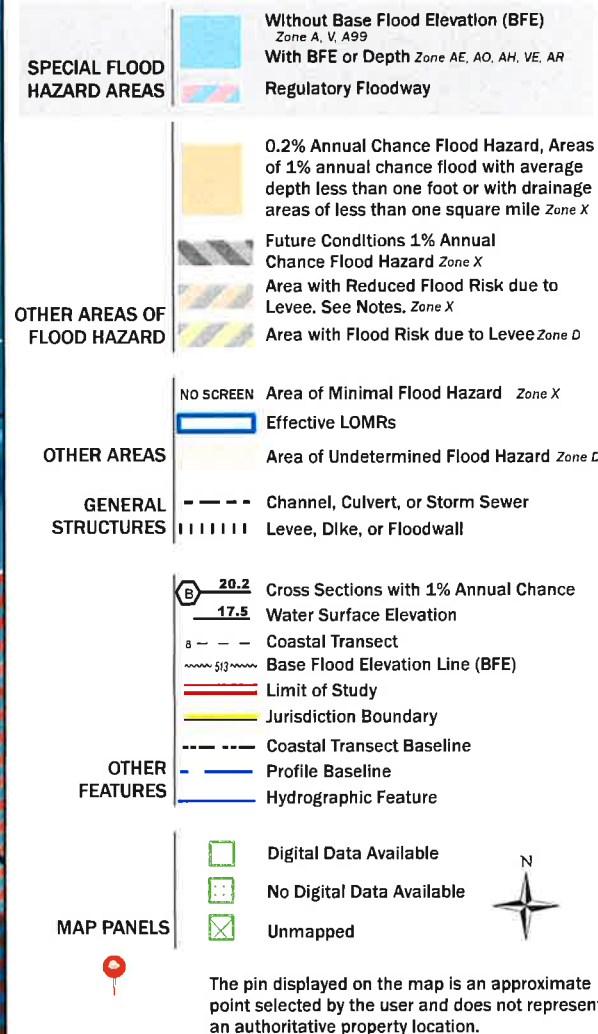 SPECIAL FLOOD
HAZARD AREAS
Without Base Flood Elevation (BFE)
Zone A, V, A99
With BFE or Depth Zone AE, AO, AH, VE, AR
Regulatory Floodway
OTHER AREAS OF
FLOOD HAZARD
0.2% Annual Chance Flood Hazard, Areas
of 1% annual chance flood with average
depth less than one foot or with drainage
areas of less than one square mile Zone X
Future Conditions 1% Annual
Chance Flood Hazard Zone X
Area with Reduced Flood Risk due to
Levee. See Notes. Zone X
Area with Flood Risk due to Levee Zone D
OTHER AREAS
NO SCREEN Area of Minimal Flood Hazard Zone X
Effective LOMRs
Area of Undetermined Flood Hazard Zone D
GENERAL
STRUCTURES
Channel, Culvert, or Storm Sewer
Levee, Dike, or Floodwall
OTHER
FEATURES
B 20.2 Cross Sections with 1% Annual Chance
17.5 Water Surface Elevation
8 Coastal Transect
513 Base Flood Elevation Line (BFE)
Limit of Study
Jurisdiction Boundary
Coastal Transect Baseline
Profile Baseline
Hydrographic Feature
MAP PANELS
Digital Data Available
No Digital Data Available
Unmapped
N
The pin displayed on the map is an approximate
point selected by the user and does not represent
an authoritative property location.